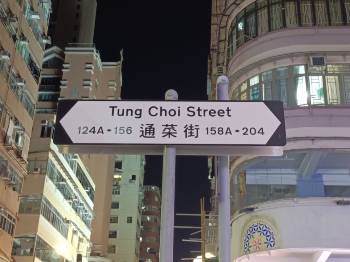 Tung Choi Street
124A-156 通菜街 158A-204